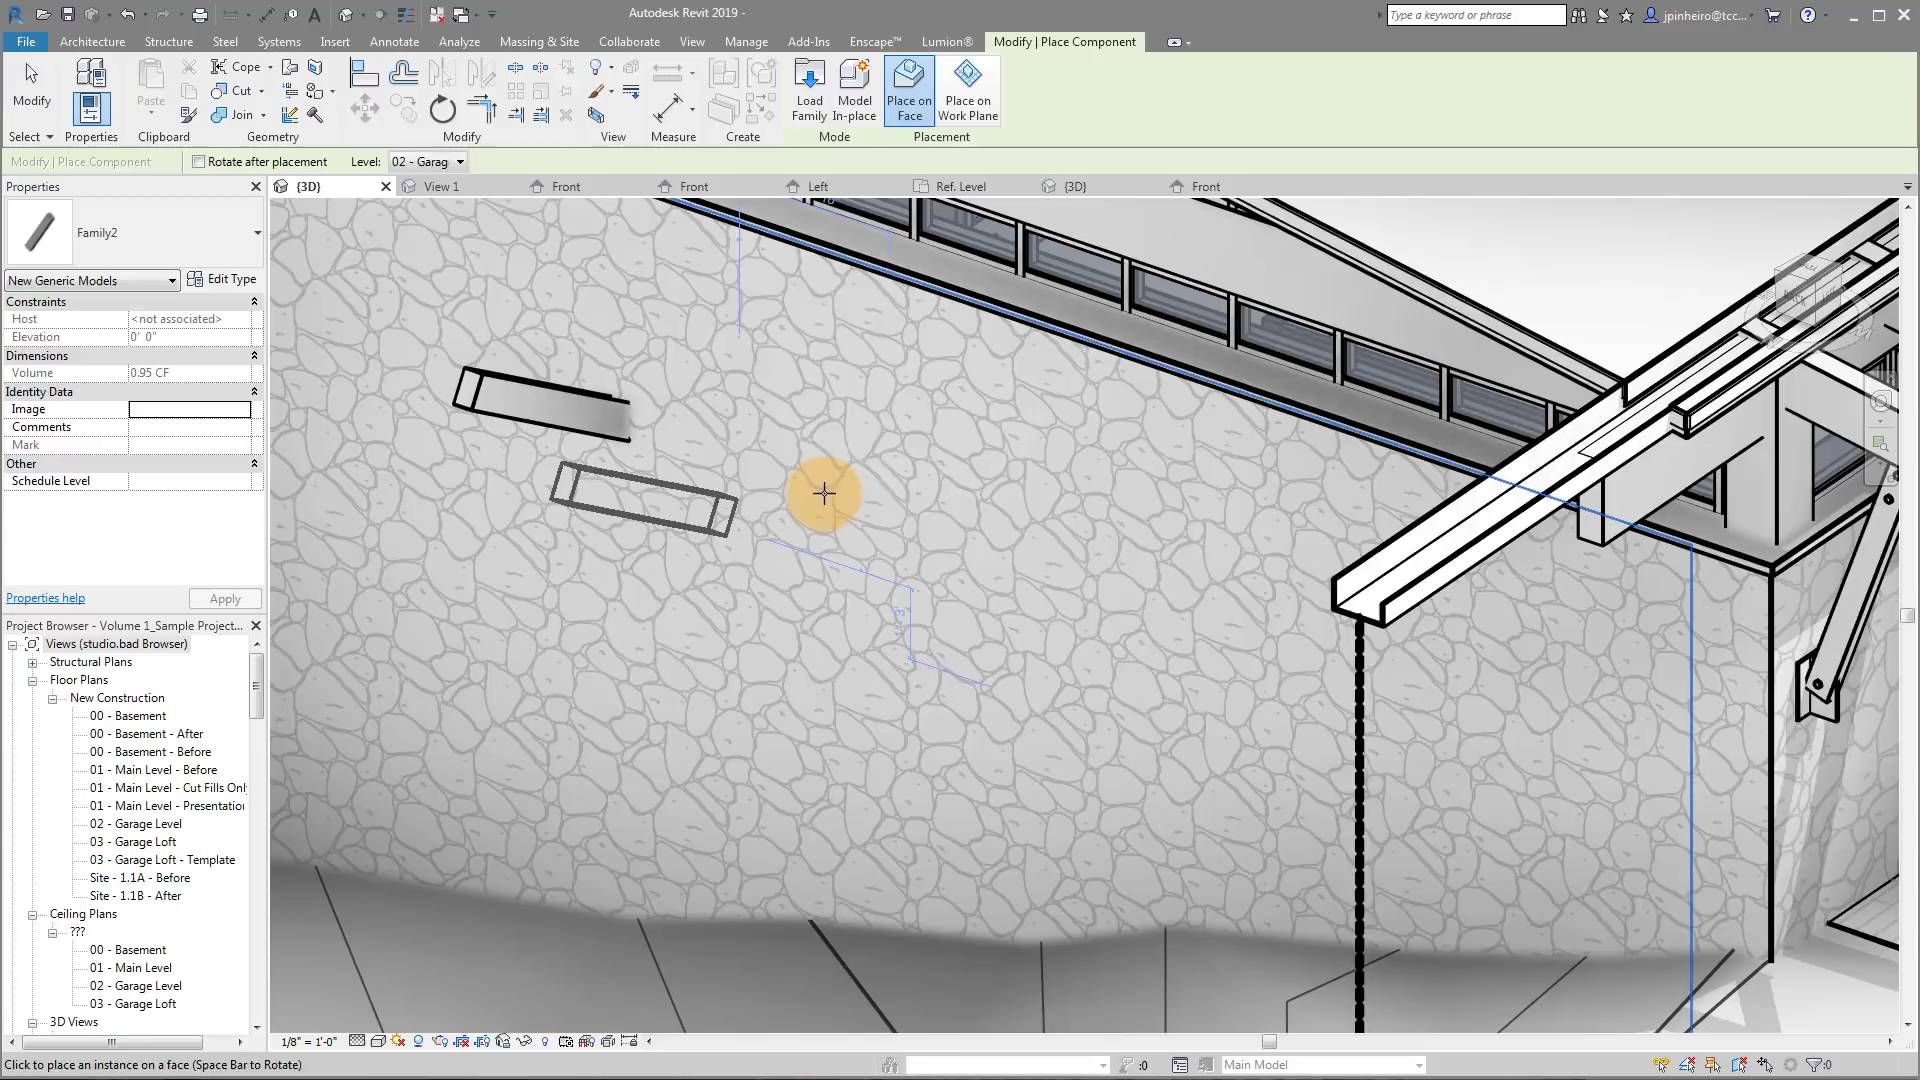 Autodesk Revit 2019 -
Type a keyword or phrase
jpinheiro@tcc...
File
Architecture
Structure
Steel
Systems
Insert
Annotate
Analyze
Massing & Site
Collaborate
View
Manage
Add-Ins
Enscape™
Lumion®
Modify | Place Component
Modify
Paste
Cope
Cut
Join
Load Family
Model In-place
Place on Face
Place on Work Plane
Select
Properties
Clipboard
Geometry
Modify
View
Measure
Create
Mode
Placement
Modify | Place Component
Rotate after placement
Level:
02 - Garag
Properties
{3D}
View 1
Front
Front
Left
Ref. Level
{3D}
Front
Family2
New Generic Models
Edit Type
Constraints
Host
<not associated>
Elevation
0' 0"
Dimensions
Volume
0.95 CF
Identity Data
Image
Comments
Mark
Other
Schedule Level
Properties help
Apply
Project Browser - Volume 1_Sample Project...
Views (studio.bad Browser)
Structural Plans
Floor Plans
New Construction
00 - Basement
00 - Basement - After
00 - Basement - Before
01 - Main Level - Before
01 - Main Level - Cut Fills Onl
01 - Main Level - Presentation
02 - Garage Level
03 - Garage Loft
03 - Garage Loft - Template
Site - 1.1A - Before
Site - 1.1B - After
Ceiling Plans
???
00 - Basement
01 - Main Level
02 - Garage Level
03 - Garage Loft
3D Views
BACK
1/8" = 1'-0"
Click to place an instance on a face (Space Bar to Rotate)
:0
Main Model
:0